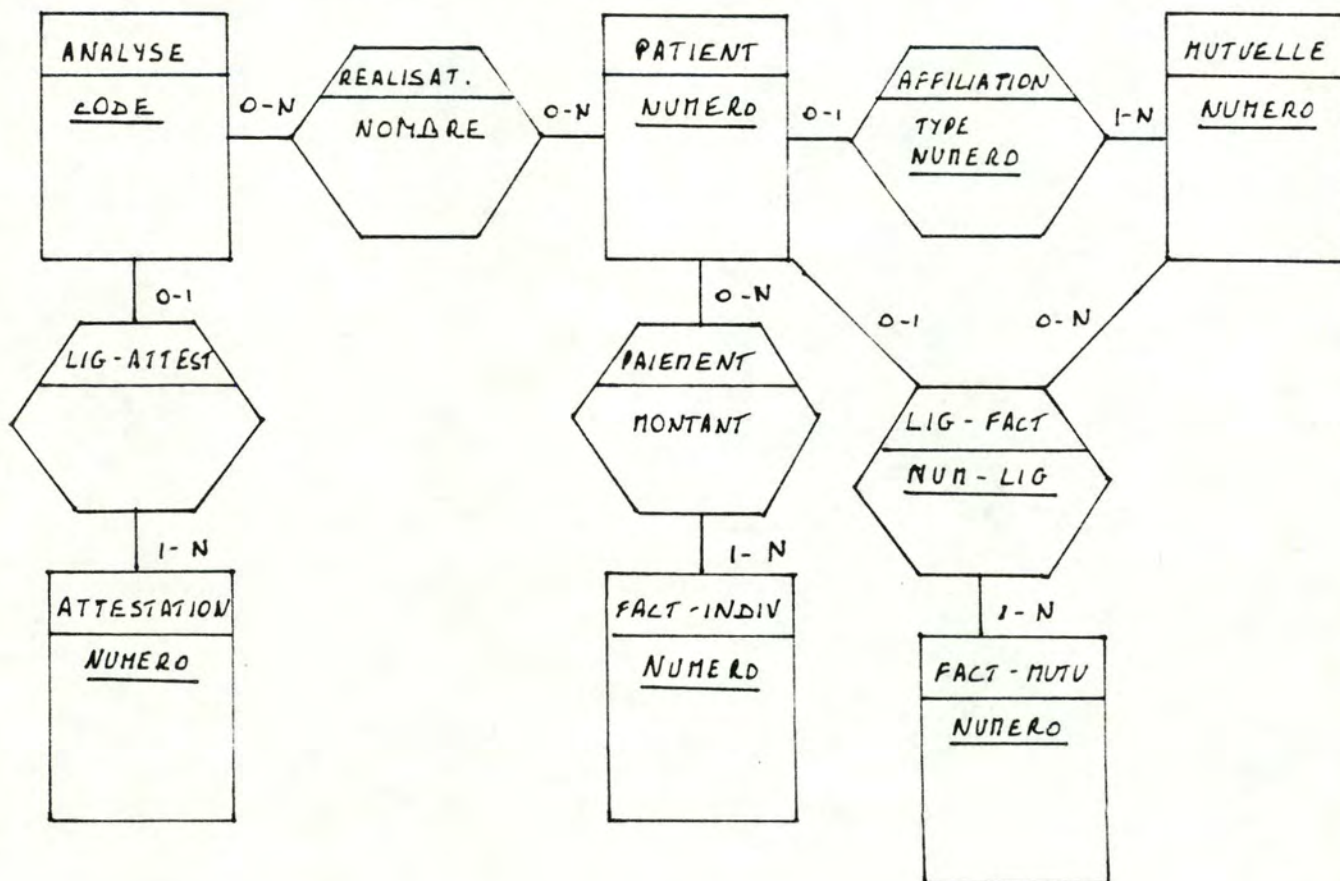 ANALYSE
CODE
0-N
REALISAT.
NOMBRE
0-N
PATIENT
NUMERO
0-1
AFFILIATION
TYPE
NUMERO
1-N
MUTUELLE
NUMERO
0-1
0-N
0-1
0-N
LIG-ATTEST
PAIEMENT
MONTANT
LIG-FACT
NUM-LIG
1-N
1-N
1-N
ATTESTATION
NUMERO
FACT-INDIV
NUMERO
FACT-MUTU
NUMERO